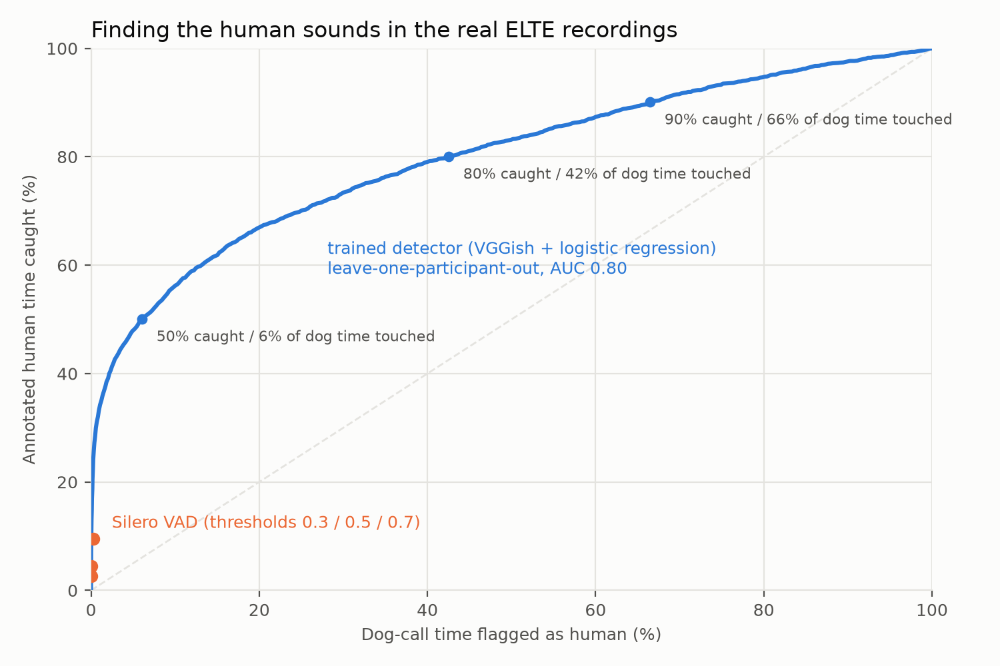 Finding the human sounds in the real ELTE recordings
Annotated human time caught (%)
100
80
60
40
20
0
90% caught / 66% of dog time touched
80% caught / 42% of dog time touched
trained detector (VGGish + logistic regression)
leave-one-participant-out, AUC 0.80
50% caught / 6% of dog time touched
Silero VAD (thresholds 0.3 / 0.5 / 0.7)
0 20 40 60 80 100
Dog-call time flagged as human (%)